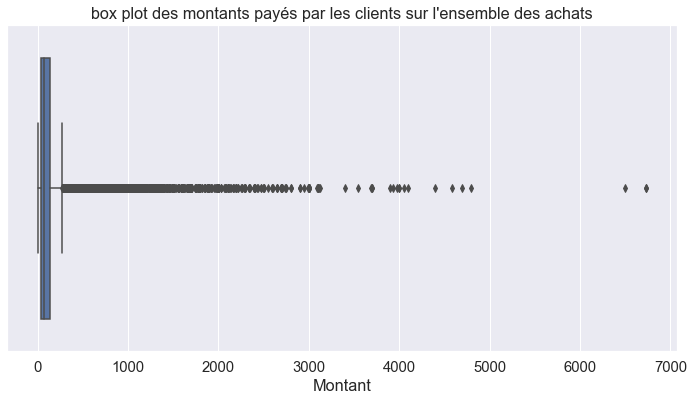 box plot des montants payés par les clients sur l'ensemble des achats
0 1000 2000 3000 4000 5000 6000 7000
Montant